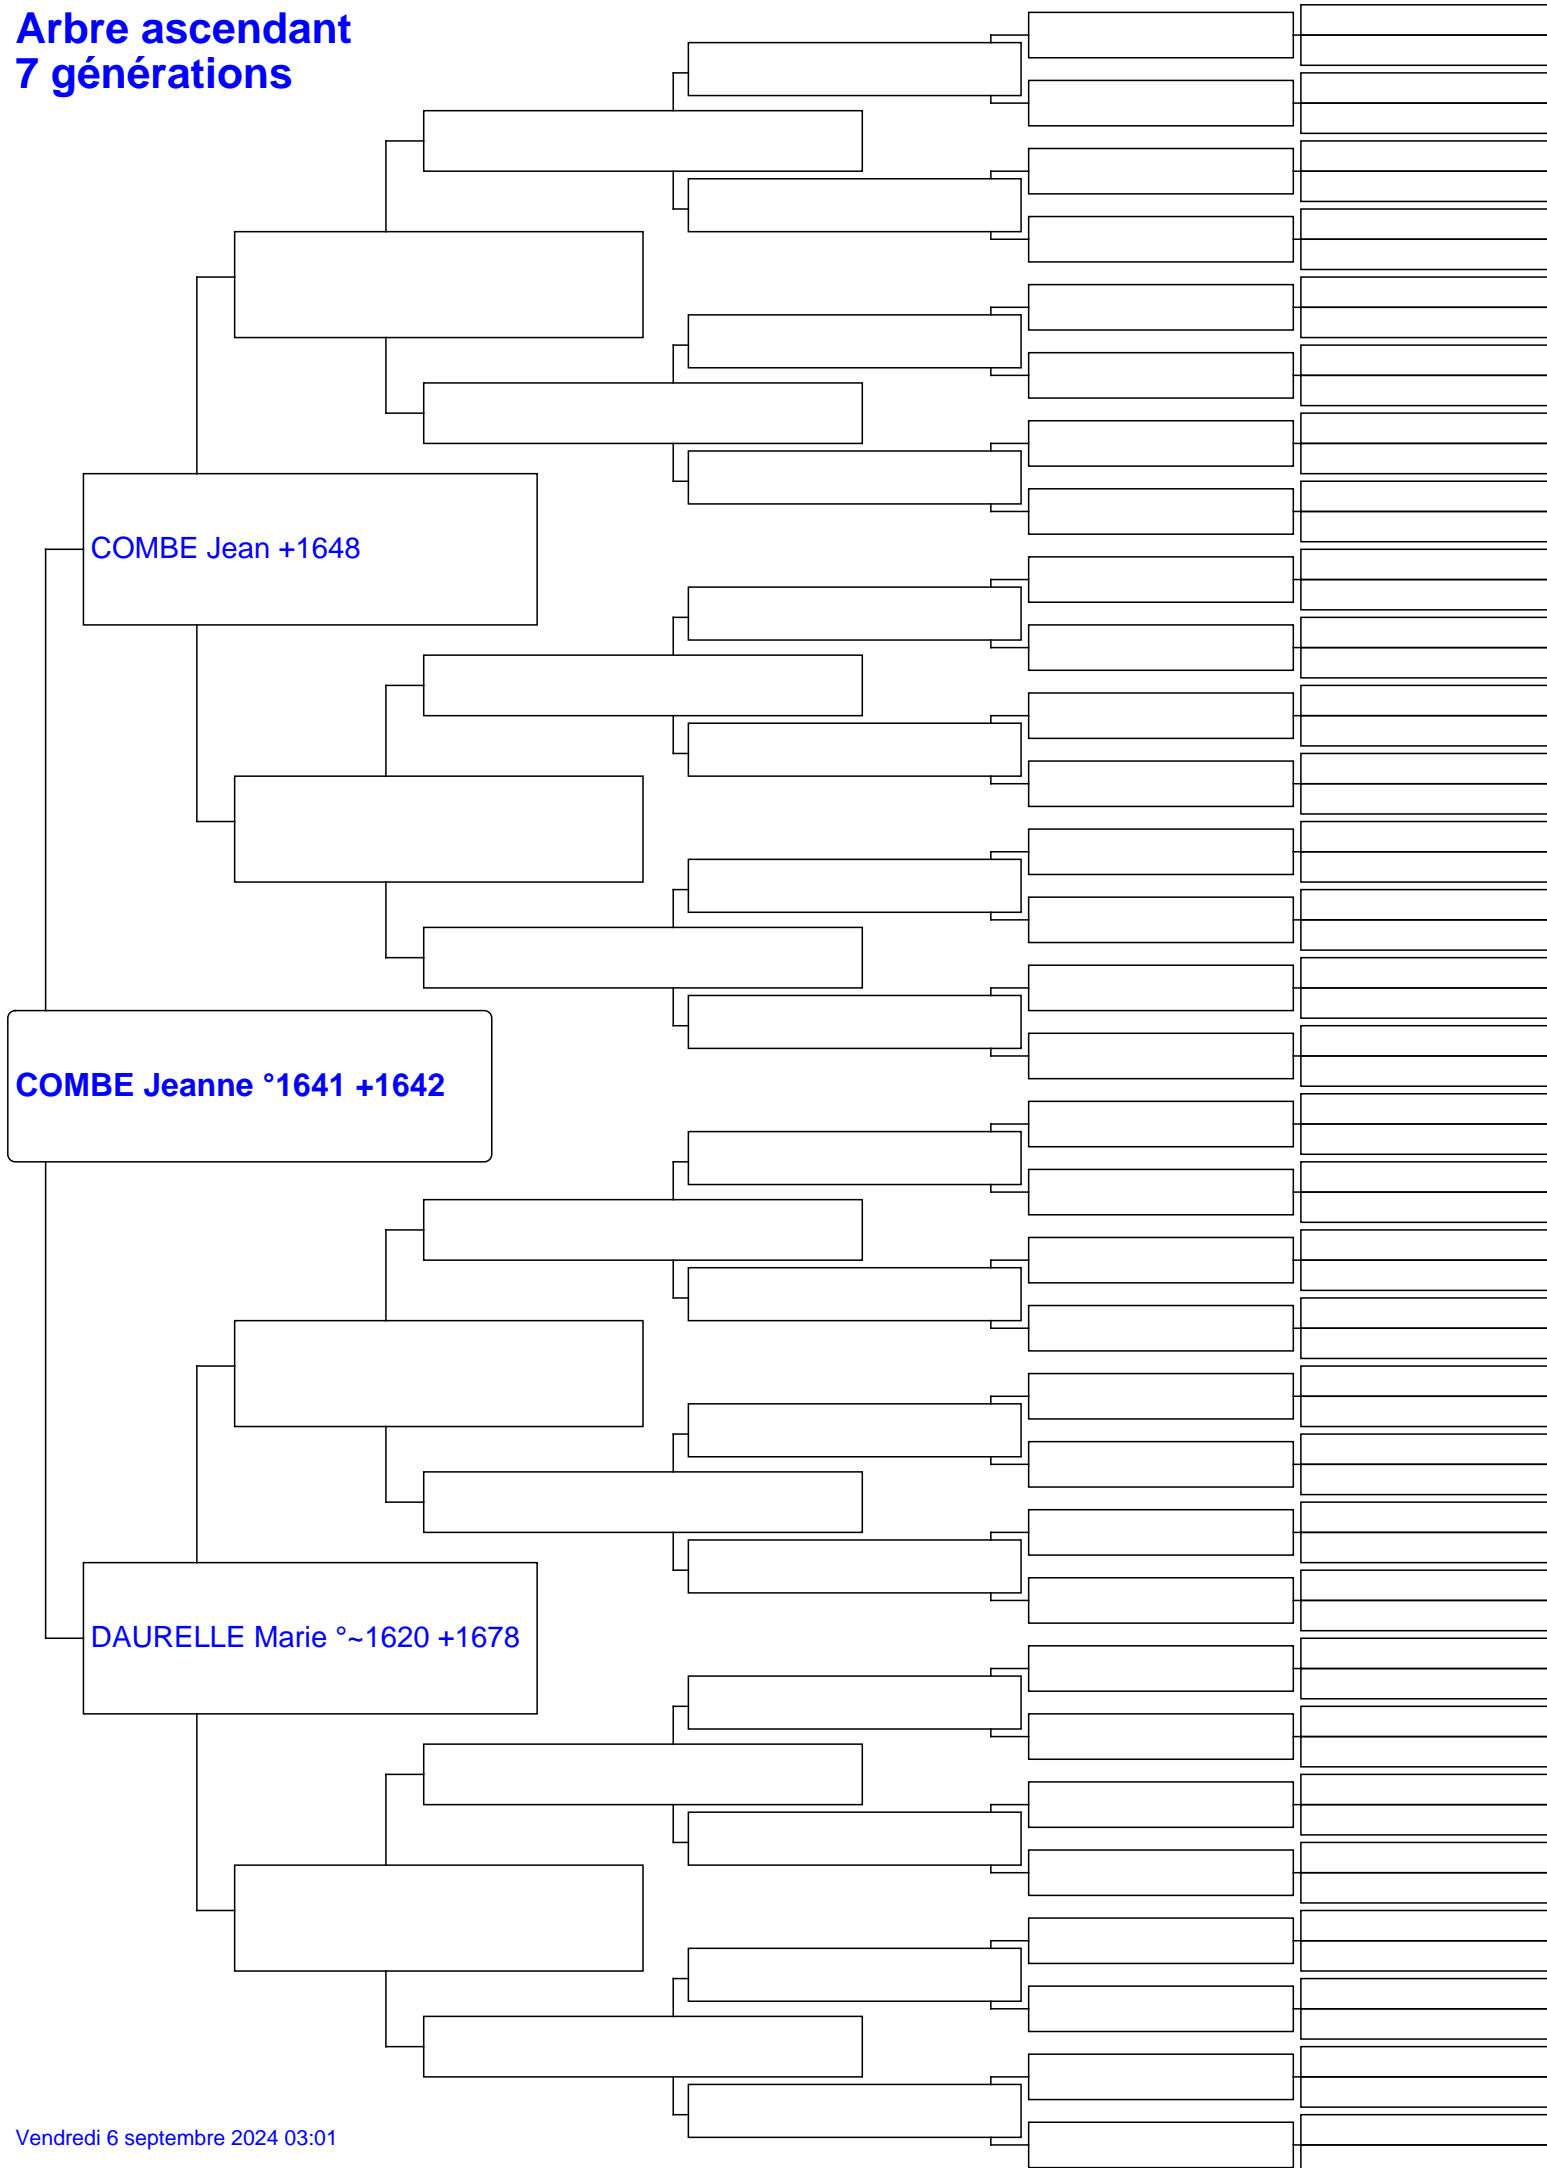 Arbre ascendant
7 générations
COMBE Jean +1648
COMBE Jeanne °1641 +1642
DAURELLE Marie °~1620 +1678
Vendredi 6 septembre 2024 03:01